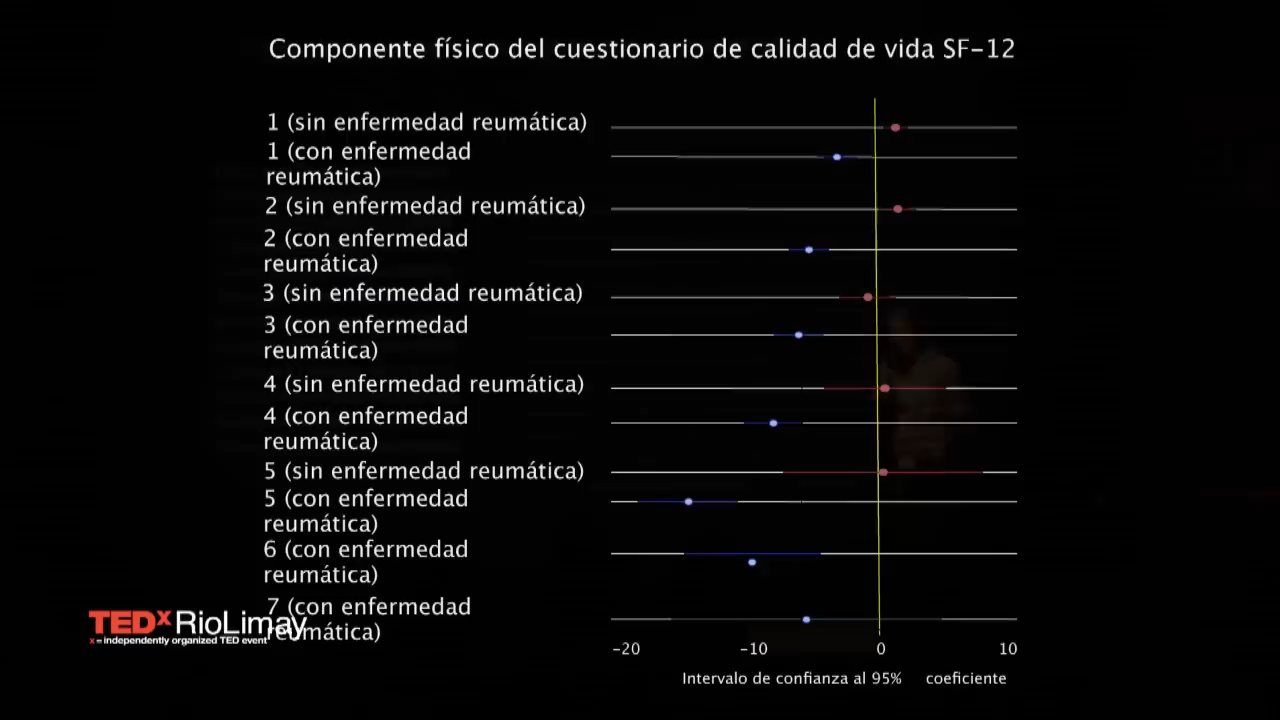 Componente físico del cuestionario de calidad de vida SF-12
1 (sin enfermedad reumática)
1 (con enfermedad
reumática)
2 (sin enfermedad reumática)
2 (con enfermedad
reumática)
3 (sin enfermedad reumática)
3 (con enfermedad
reumática)
4 (sin enfermedad reumática)
4 (con enfermedad
reumática)
5 (sin enfermedad reumática)
5 (con enfermedad
reumática)
6 (con enfermedad
reumática)
7 (con enfermedad
reumática)
TEDx RioLimay
x = independently organized TED event
-20 -10 0 10
Intervalo de confianza al 95% coeficiente